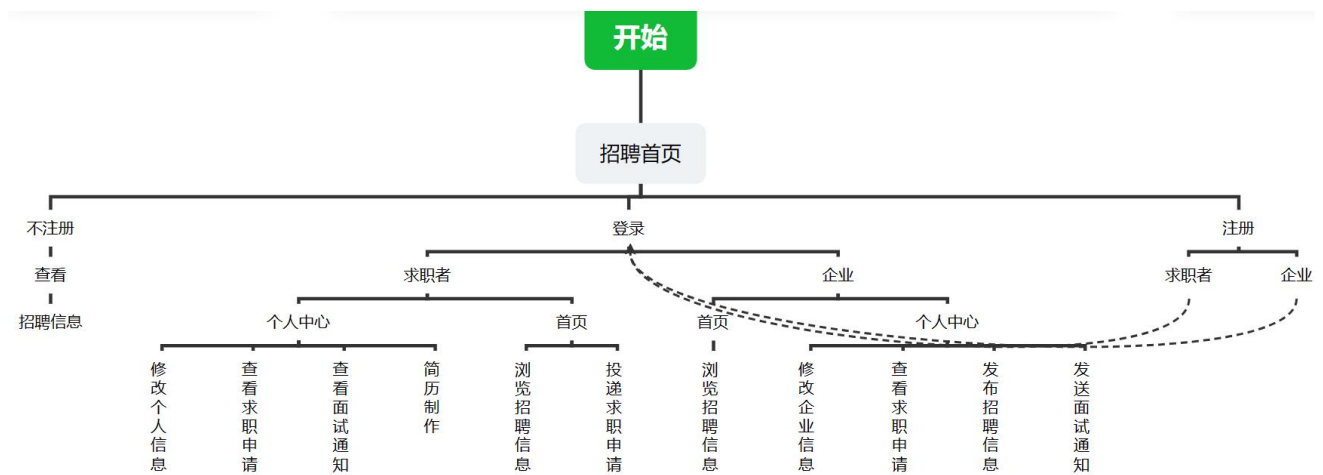 开始
招聘首页
不注册
登录
注册
查看
求职者
企业
求职者
企业
招聘信息
个人中心
首页
首页
个人中心
修改个人信息
查看求职申请
查看面试通知
简历制作
浏览招聘信息
投递求职申请
浏览招聘信息
修改企业信息
查看求职申请
发布招聘信息
发送面试通知